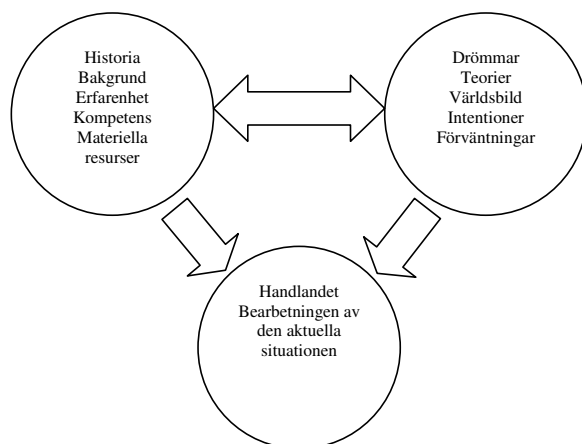 Historia
Bakgrund
Erfarenhet
Kompetens
Materiella
resurser
Drömmar
Teorier
Världsbild
Intentioner
Förväntningar
Handlandet
Bearbetningen av
den aktuella
situationen